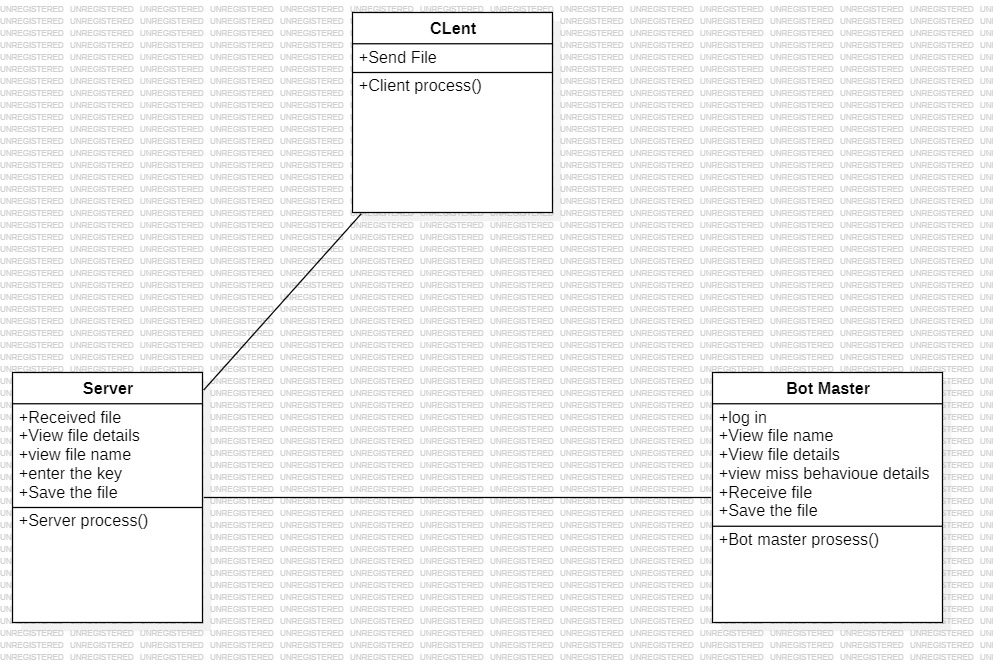 CLent
+Send File
+Client process()
Server
+Received file
+View file details
+view file name
+enter the key
+Save the file
+Server process()
Bot Master
+log in
+View file name
+View file details
+view miss behavioue details
+Receive file
+Save the file
+Bot master prosess()
UNREGISTERED